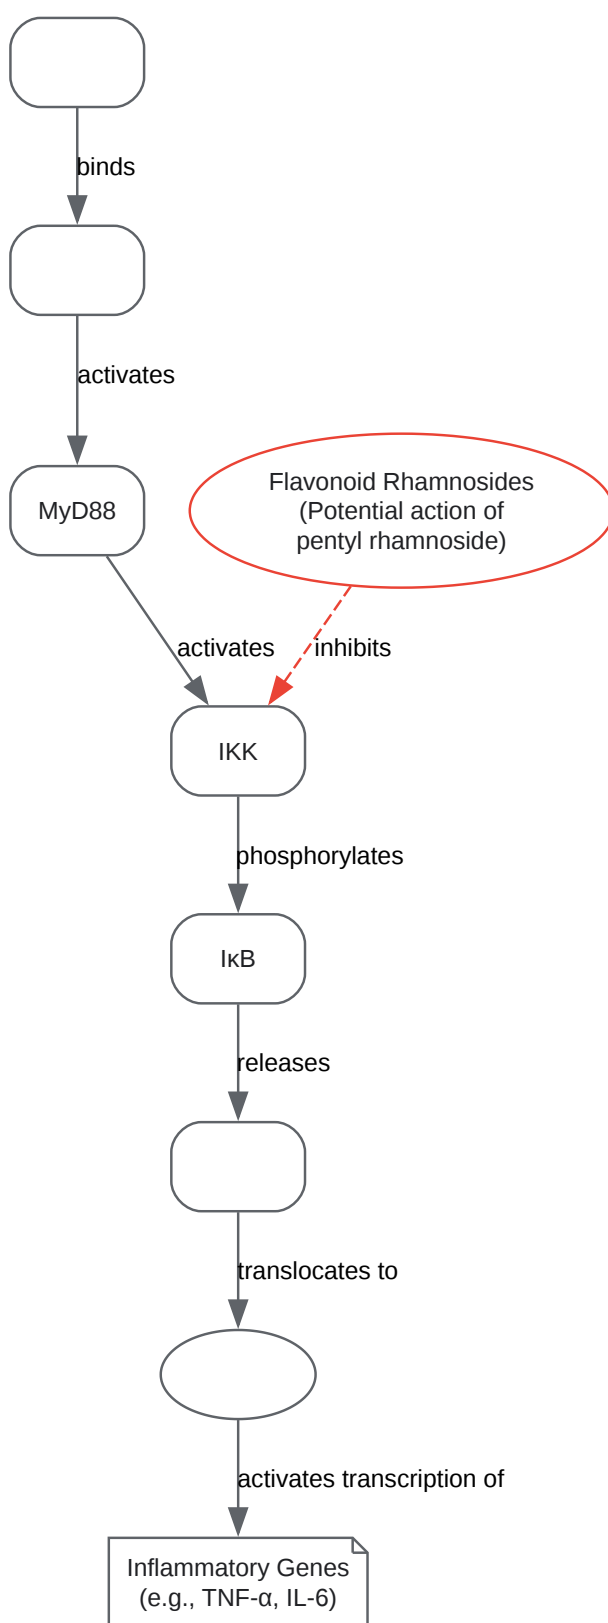 binds
activates
MyD88
Flavonoid Rhamnosides
(Potential action of
pentyl rhamnoside)
activates
inhibits
IKK
phosphorylates
IκB
releases
translocates to
activates transcription of
Inflammatory Genes
(e.g., TNF-α, IL-6)